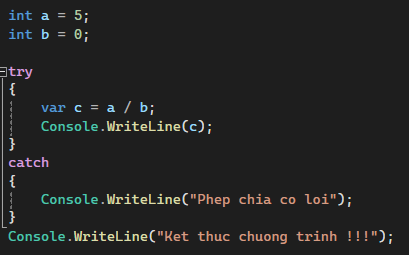 int a = 5;
int b = 0;
try
{
var c = a / b;
Console.WriteLine(c);
}
catch
{
Console.WriteLine("Phep chia co loi");
}
Console.WriteLine("Ket thuc chuong trinh !!!");